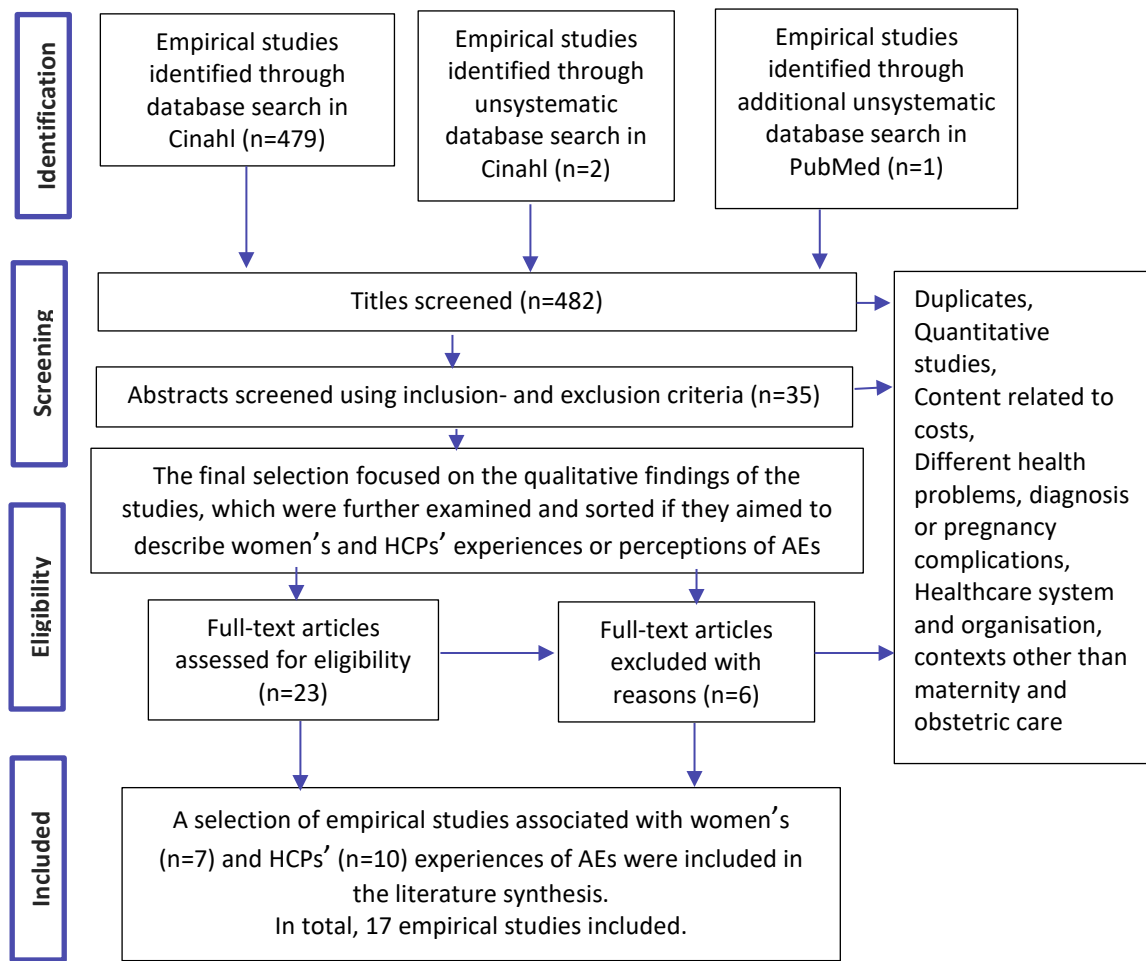 Identification
Empirical studies
identified through
database search in
Cinahl (n=479)
Empirical studies
identified through
unsystematic
database search in
Cinahl (n=2)
Empirical studies
identified through
additional unsystematic
database search in
PubMed (n=1)
Screening
Titles screened (n=482)
Abstracts screened using inclusion- and exclusion criteria (n=35)
Duplicates,
Quantitative
studies,
Content related to
costs,
Different health
problems, diagnosis
or pregnancy
complications,
Healthcare system
and organisation,
contexts other than
maternity and
obstetric care
The final selection focused on the qualitative findings of the
studies, which were further examined and sorted if they aimed to
describe women's and HCPs' experiences or perceptions of AEs
Eligibility
Full-text articles
assessed for eligibility
(n=23)
Full-text articles
excluded with
reasons (n=6)
Included
A selection of empirical studies associated with women's
(n=7) and HCPs' (n=10) experiences of AEs were included in
the literature synthesis.
In total, 17 empirical studies included.